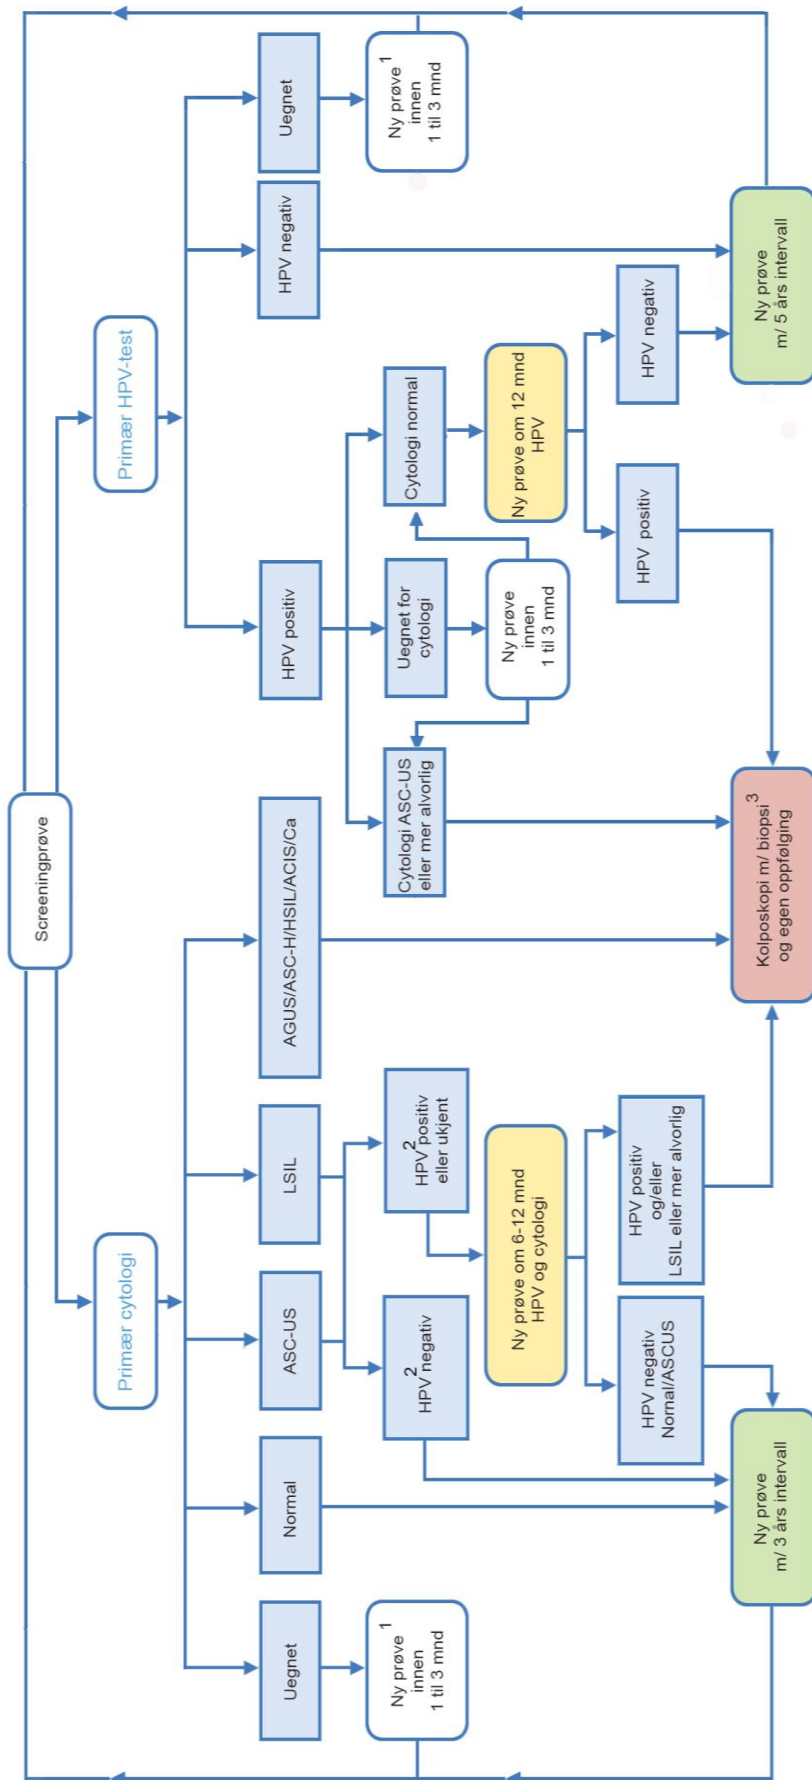 Screeningprøve
Primær cytologi
Primær HPV-test
Uegnet
Normal
ASC-US
LSIL
AGUS/ASC-H/HSIL/ACIS/Ca
HPV positiv
HPV negativ
Uegnet
Ny prøve1
innen
1 til 3 mnd
HPV2 negativ
HPV2 positiv
eller ukjent
Cytologi ASC-US
eller mer alvorlig
Uegnet for
cytologi
Cytologi normal
Ny prøve1
innen
1 til 3 mnd
Ny prøve om 6-12 mnd
HPV og cytologi
Ny prøve
innen
1 til 3 mnd
Ny prøve om 12 mnd
HPV
HPV negativ
Nornal/ASCUS
HPV positiv
og/eller
LSIL eller mer alvorlig
HPV positiv
HPV negativ
Ny prøve
m/ 3 års intervall
Kolposkopi m/ biopsi3
og egen oppfølging
Ny prøve
m/ 5 års intervall